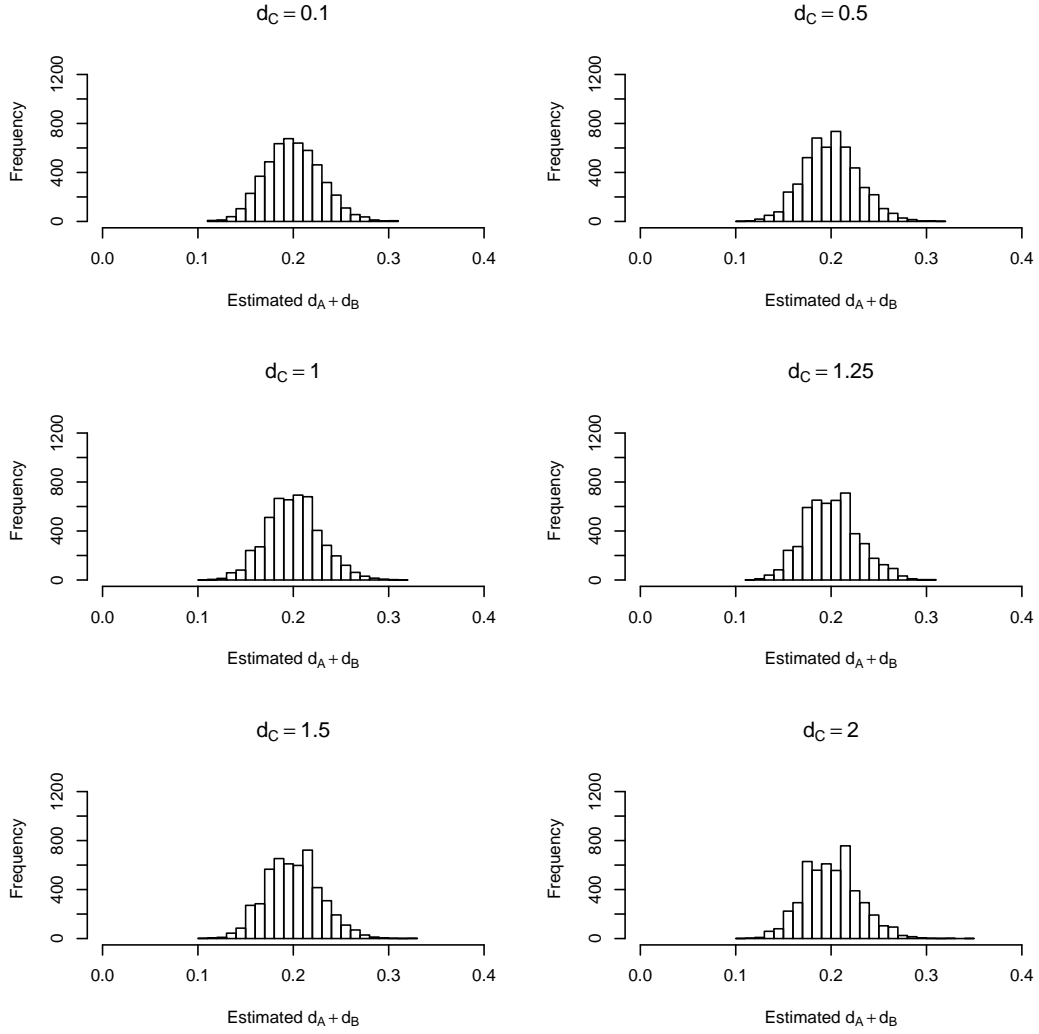 d_C = 0.1
Frequency
0 400 800 1200
0.0 0.1 0.2 0.3 0.4
Estimated d_A + d_B
d_C = 0.5
Frequency
0 400 800 1200
0.0 0.1 0.2 0.3 0.4
Estimated d_A + d_B
d_C = 1
Frequency
0 400 800 1200
0.0 0.1 0.2 0.3 0.4
Estimated d_A + d_B
d_C = 1.25
Frequency
0 400 800 1200
0.0 0.1 0.2 0.3 0.4
Estimated d_A + d_B
d_C = 1.5
Frequency
0 400 800 1200
0.0 0.1 0.2 0.3 0.4
Estimated d_A + d_B
d_C = 2
Frequency
0 400 800 1200
0.0 0.1 0.2 0.3 0.4
Estimated d_A + d_B